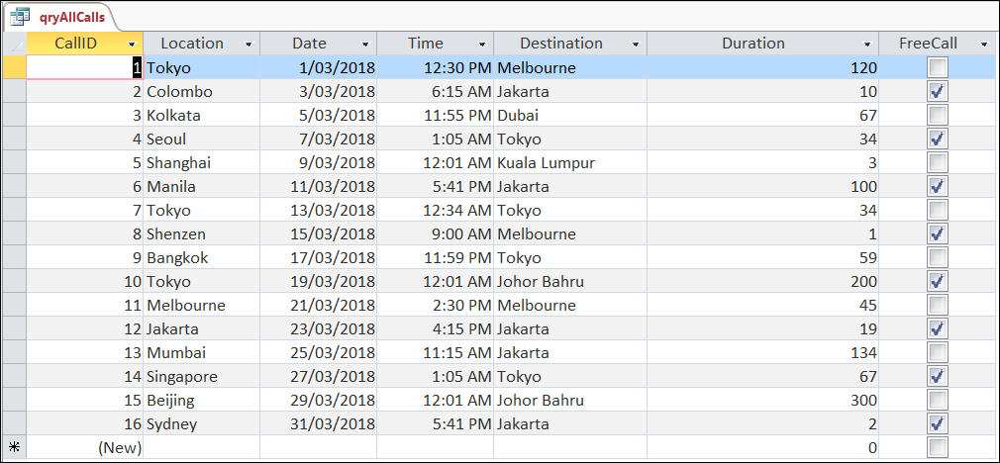 qryAllCalls
CallID Location Date Time Destination Duration FreeCall
1 Tokyo 1/03/2018 12:30 PM Melbourne 120
2 Colombo 3/03/2018 6:15 AM Jakarta 10
3 Kolkata 5/03/2018 11:55 PM Dubai 67
4 Seoul 7/03/2018 1:05 AM Tokyo 34
5 Shanghai 9/03/2018 12:01 AM Kuala Lumpur 3
6 Manila 11/03/2018 5:41 PM Jakarta 100
7 Tokyo 13/03/2018 12:34 AM Tokyo 34
8 Shenzen 15/03/2018 9:00 AM Melbourne 1
9 Bangkok 17/03/2018 11:59 PM Tokyo 59
10 Tokyo 19/03/2018 12:01 AM Johor Bahru 200
11 Melbourne 21/03/2018 2:30 PM Melbourne 45
12 Jakarta 23/03/2018 4:15 PM Jakarta 19
13 Mumbai 25/03/2018 11:15 AM Jakarta 134
14 Singapore 27/03/2018 1:05 AM Tokyo 67
15 Beijing 29/03/2018 12:01 AM Johor Bahru 300
16 Sydney 31/03/2018 5:41 PM Jakarta 2
(New) 0